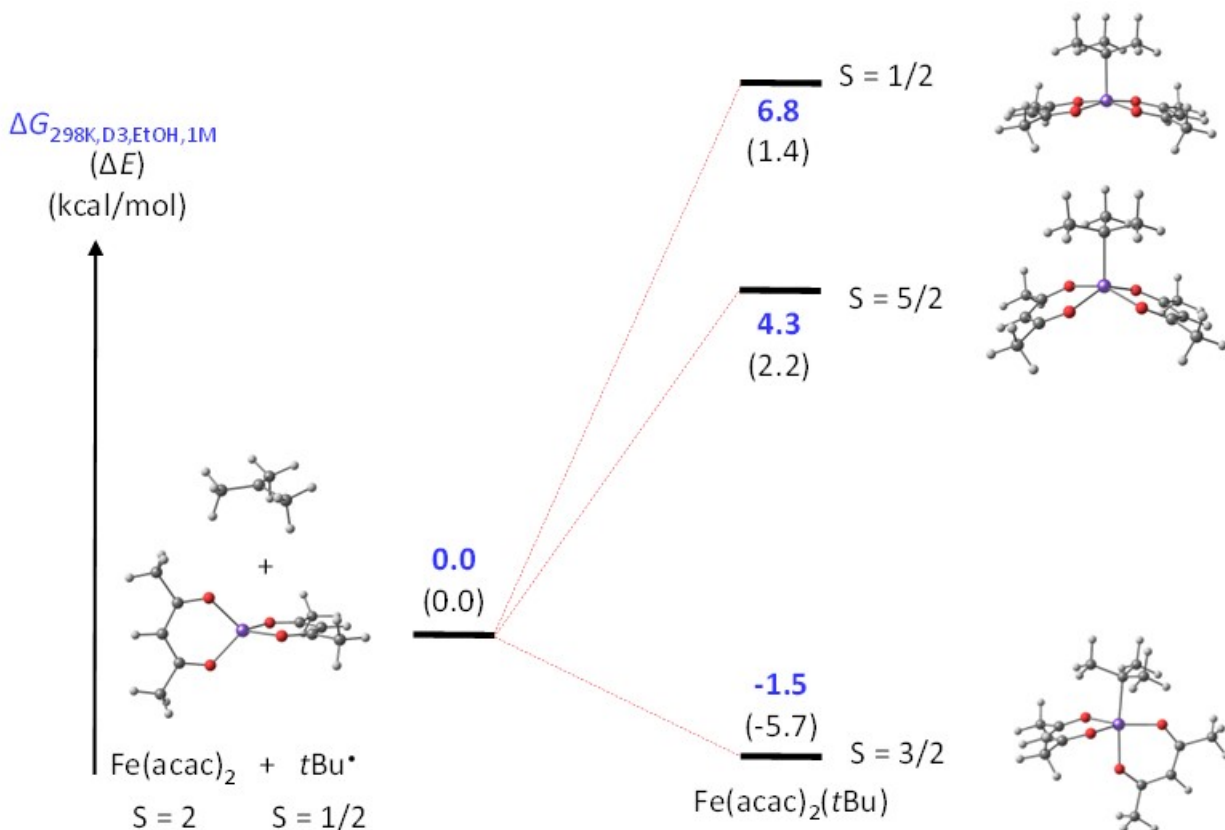 ΔG298K,D3,EtOH,1M
(ΔE)
(kcal/mol)
S = 1/2
6.8
(1.4)
S = 5/2
4.3
(2.2)
+
0.0
(0.0)
-1.5
(-5.7)
S = 3/2
Fe(acac)2 + tBu•
S = 2 S = 1/2
Fe(acac)2(tBu)